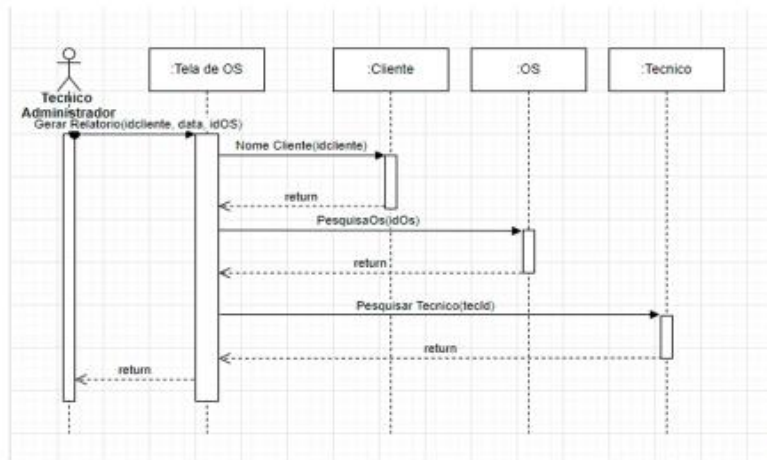 :Tela de OS
:Cliente
:OS
:Tecnico
Tecnico
Administrador
Gerar Relatorio(idcliente, data, idOS)
Nome Cliente(idcliente)
return
PesquisaOs(idOs)
return
Pesquisar Tecnico(tecId)
return
return